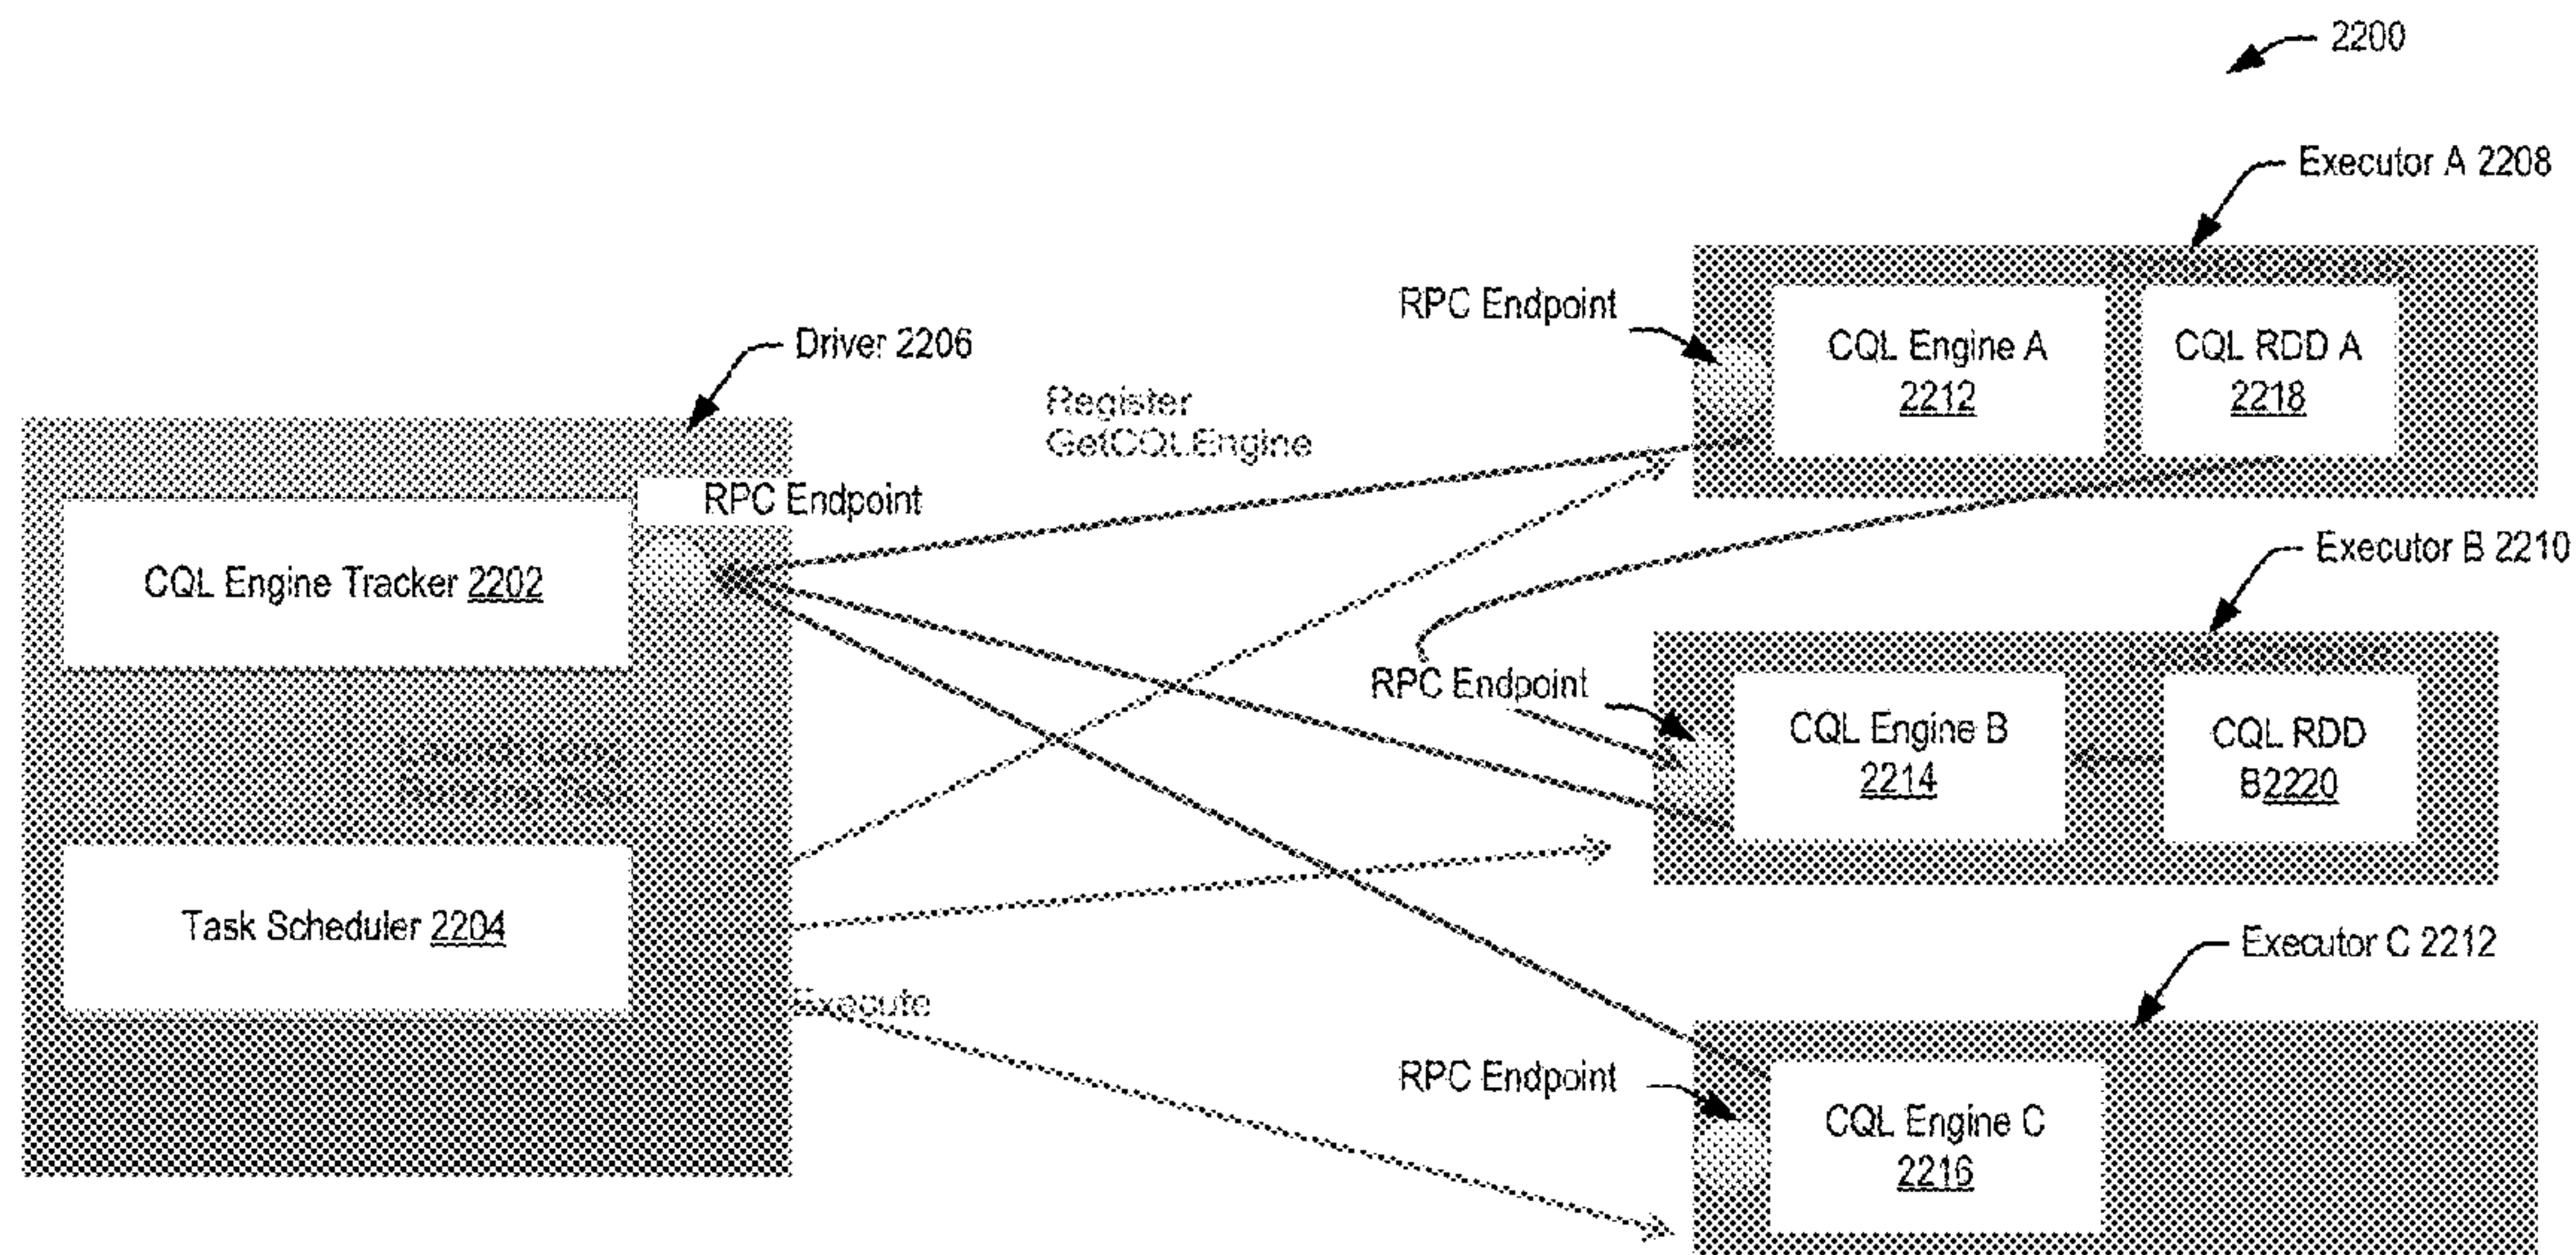 2200
Executor A 2208
RPC Endpoint
CQL Engine A
2212
CQL RDD A
2218
Driver 2206
Register
GetCQLEngine
RPC Endpoint
CQL Engine Tracker 2202
Executor B 2210
RPC Endpoint
CQL Engine B
2214
CQL RDD
B2220
Task Scheduler 2204
Execute
Executor C 2212
RPC Endpoint
CQL Engine C
2216